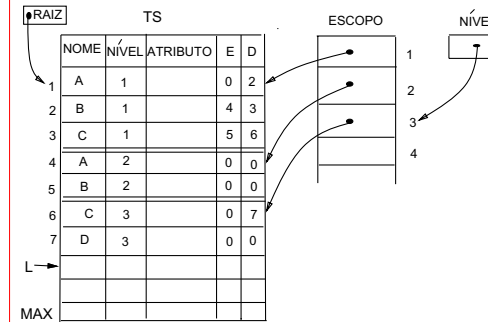 RAIZ TS ESCOPO NÍVE
NOME NÍVEL ATRIBUTO E D
1 A 1 0 2
2 B 1 4 3
3 C 1 5 6
4 A 2 0 0
5 B 2 0 0
6 C 3 0 7
7 D 3 0 0
L
MAX
1
2
3
4